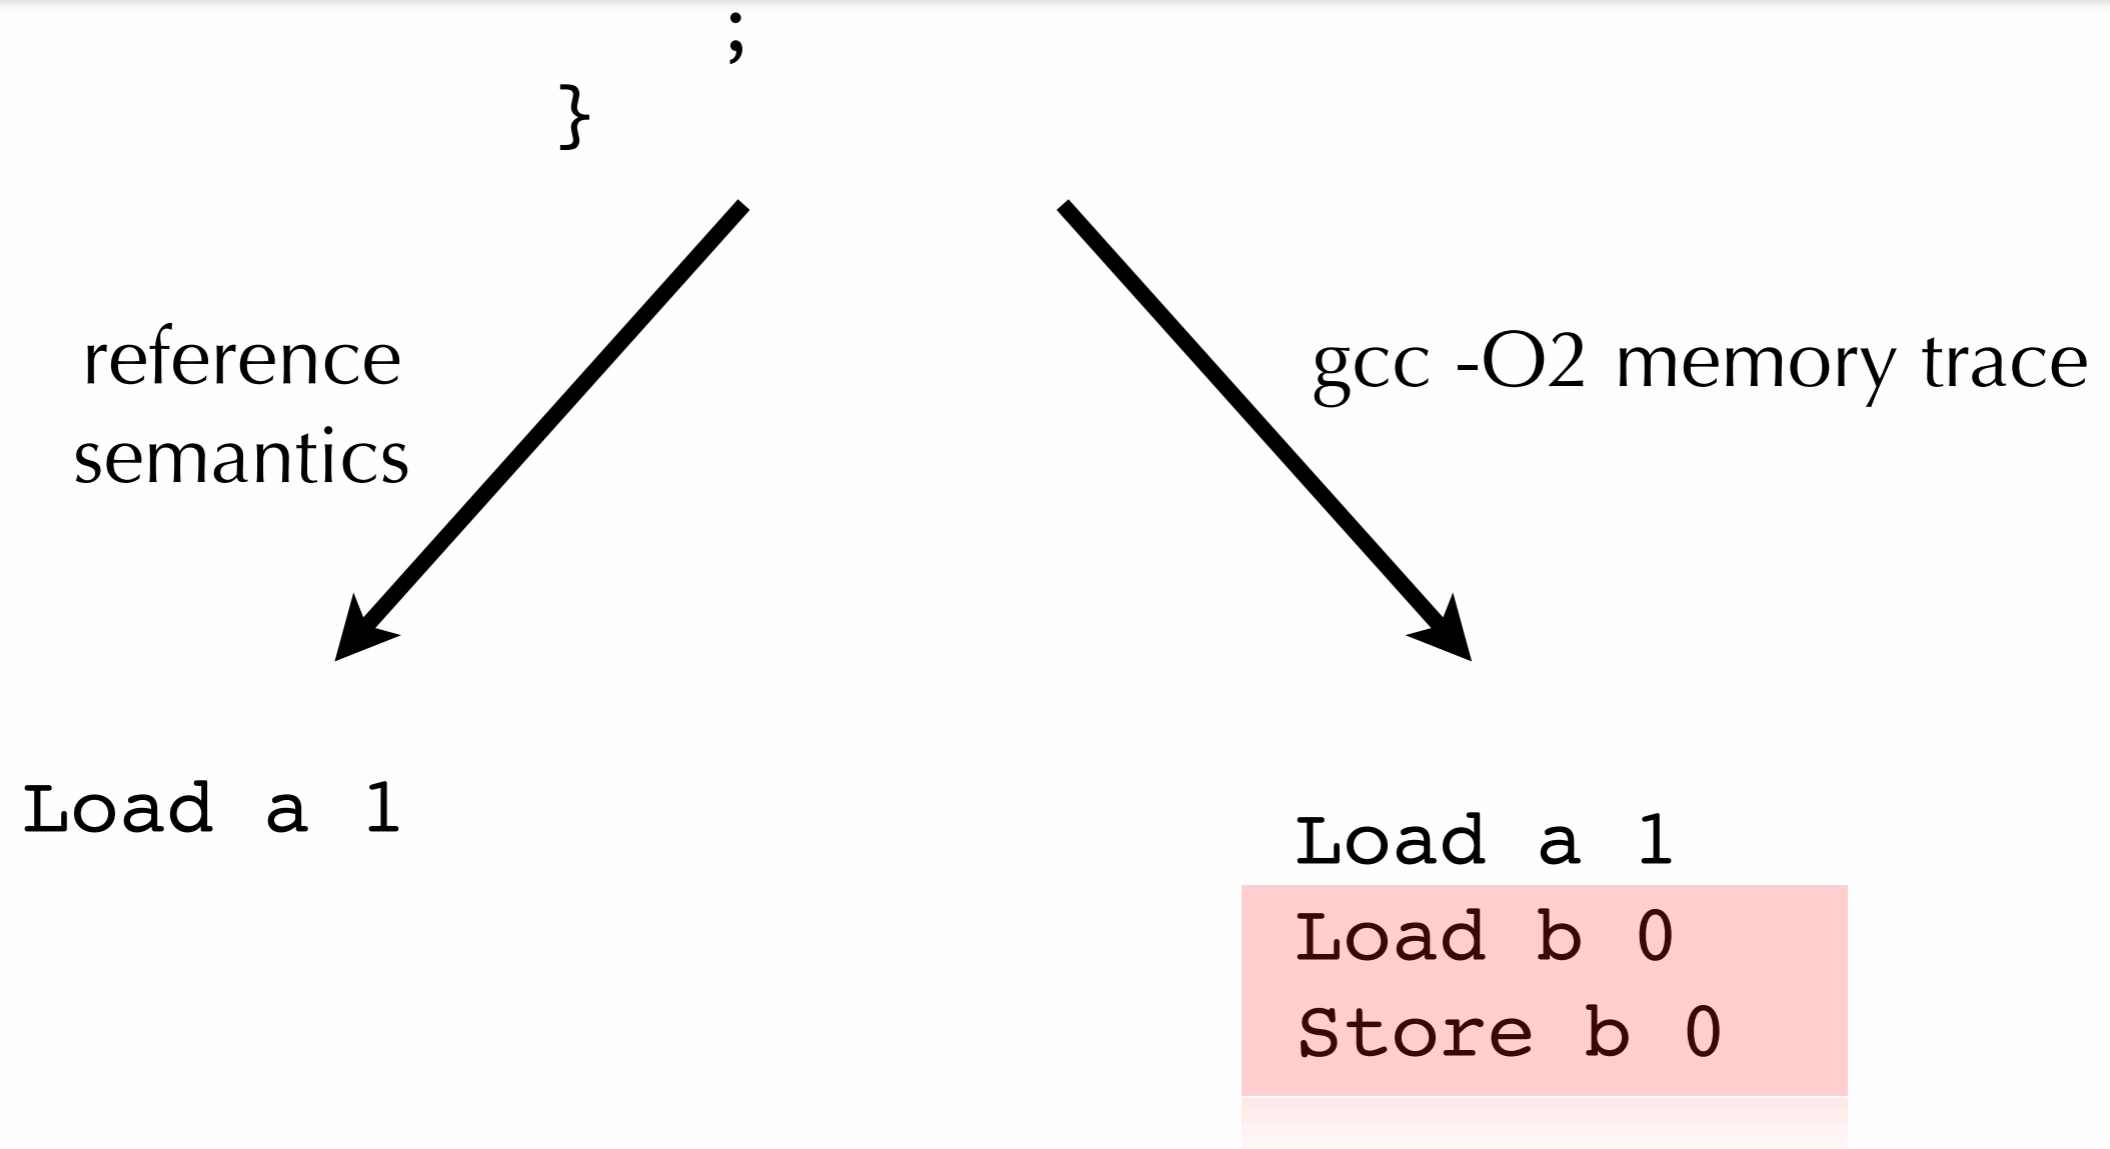 ;
}
reference
semantics
gcc -O2 memory trace
Load a 1
Load a 1
Load b 0
Store b 0